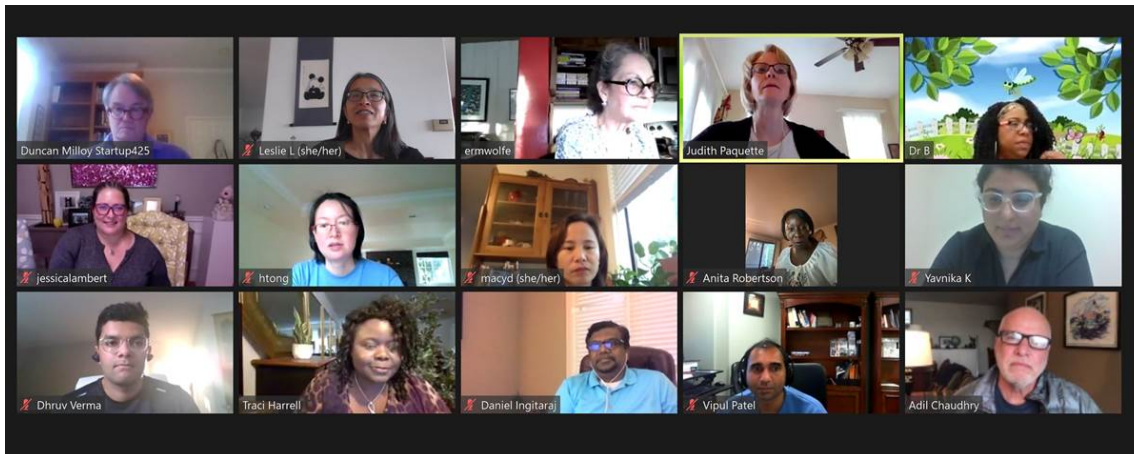 Duncan Milloy Startup425
Leslie L (she/her)
ermwolfe
Judith Paquette
Dr B
jessicalambert
htong
macyd (she/her)
Anita Robertson
Yavnika K
Dhruv Verma
Traci Harrell
Daniel Ingitaraj
Vipul Patel
Adil Chaudhry